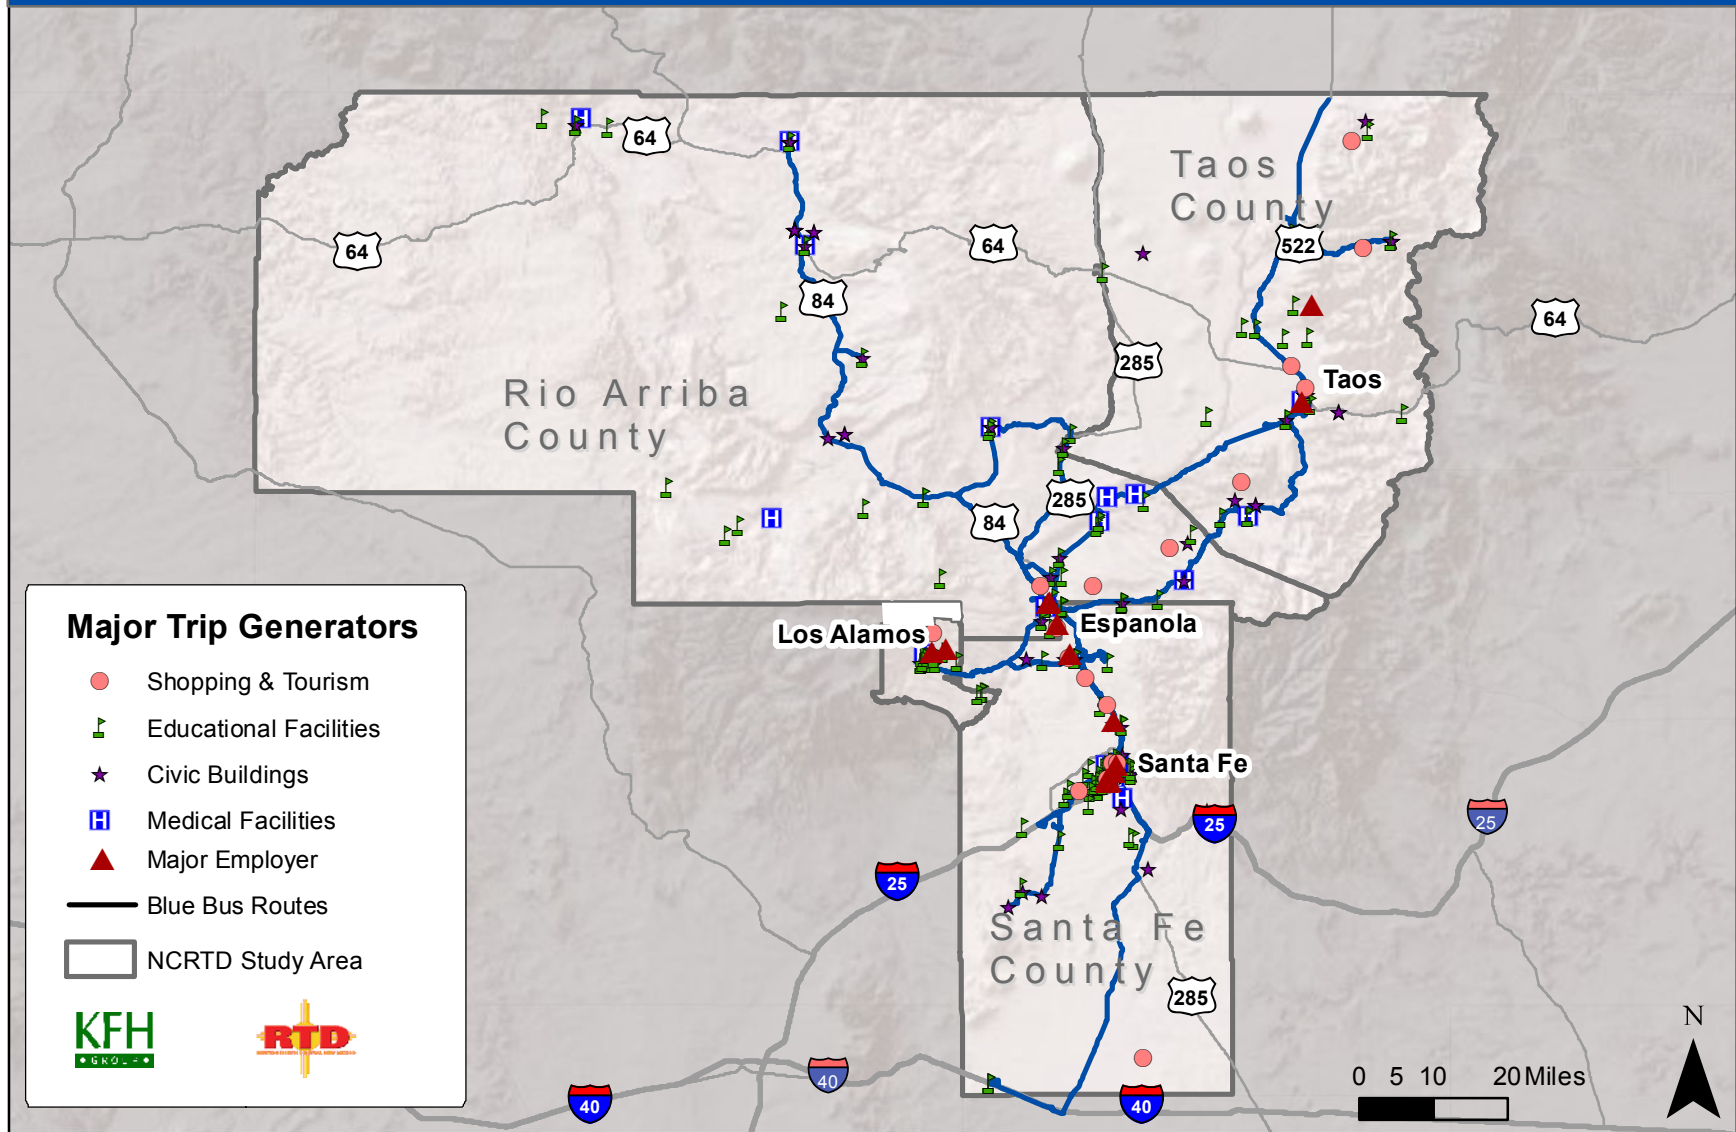 64
Taos
County
522
64
64
64
84
285
Taos
Rio Arriba
County
285
84
Major Trip Generators
Shopping & Tourism
Educational Facilities
Civic Buildings
Medical Facilities
Major Employer
Blue Bus Routes
NCRTD Study Area
KFH
GROUP
RTD
Los Alamos
Espanola
Santa Fe
25
25
25
Santa Fe
County
285
N
0 5 10 20 Miles
40
40
40